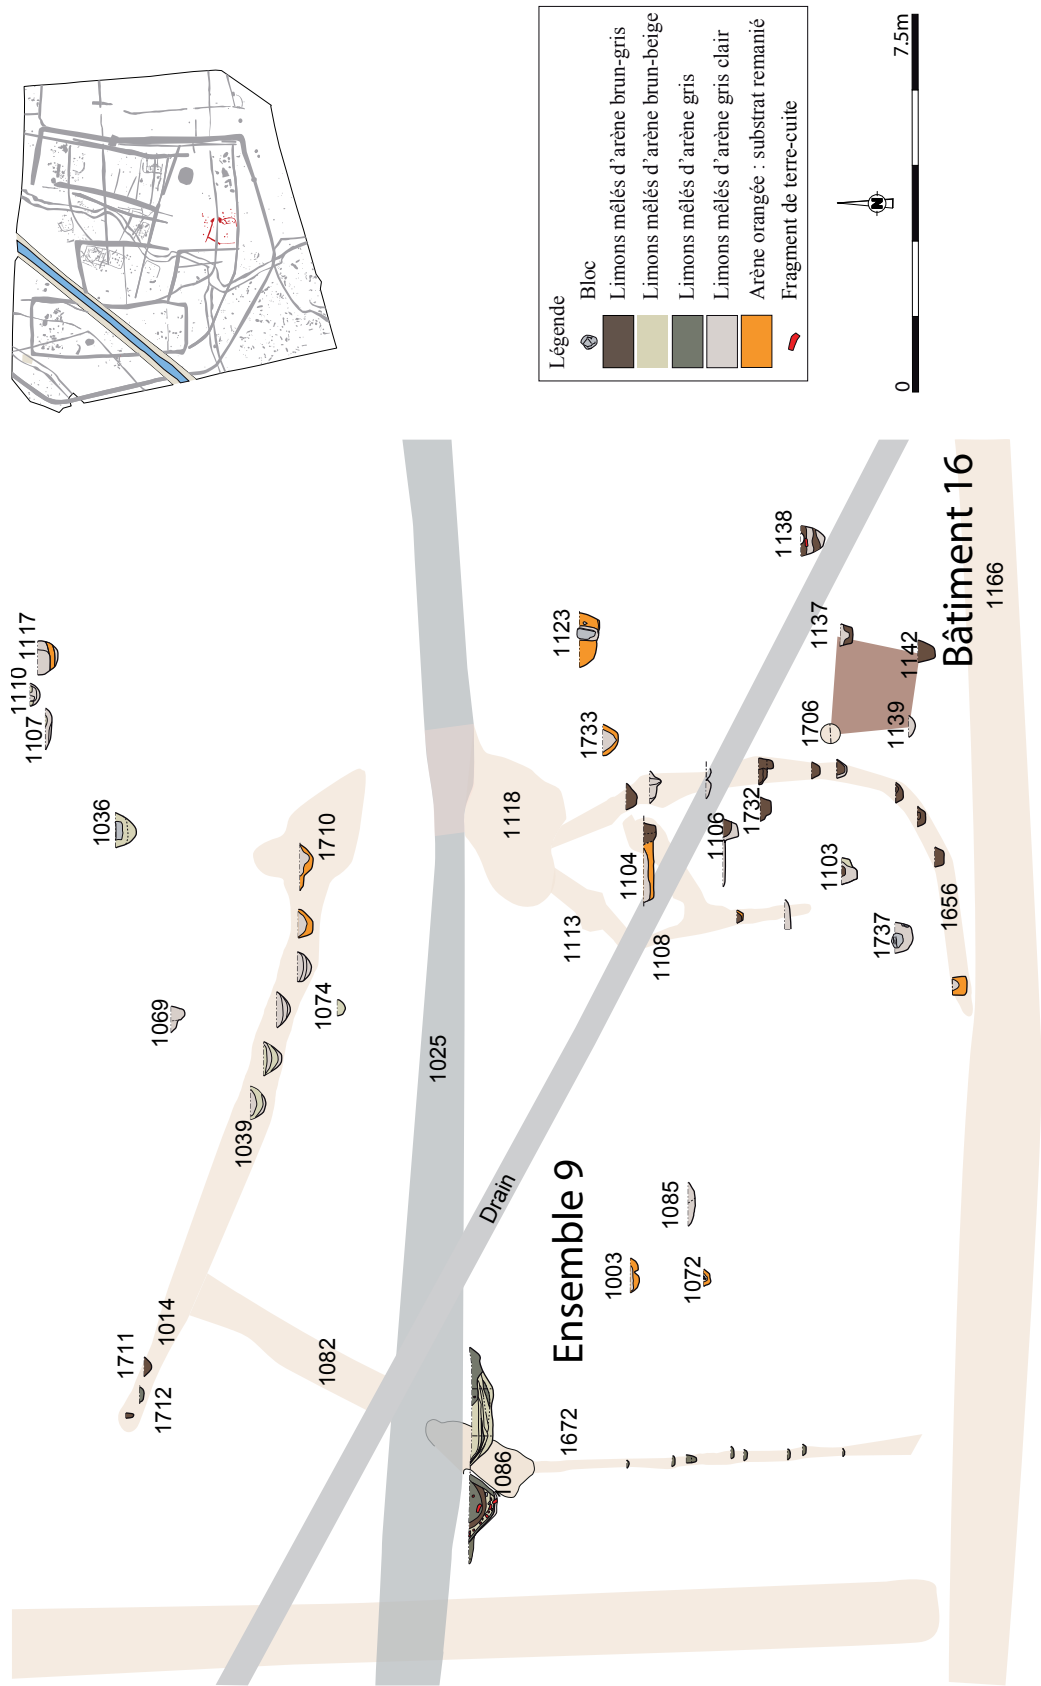 1712
1711
1014
1082
1039
1069
1074
1710
1036
1107
1110
1117
1025
Drain
1086
1672
Ensemble 9
1003
1072
1085
1113
1108
1118
1104
1106
1732
1733
1123
1103
1737
1656
1706
1139
1137
1142
1138
Bâtiment 16
1166
Légende
Bloc
Limons mêlés d'arène brun-gris
Limons mêlés d'arène brun-beige
Limons mêlés d'arène gris
Limons mêlés d'arène gris clair
Arène orangée : substrat remanié
Fragment de terre-cuite
N
0
7.5m